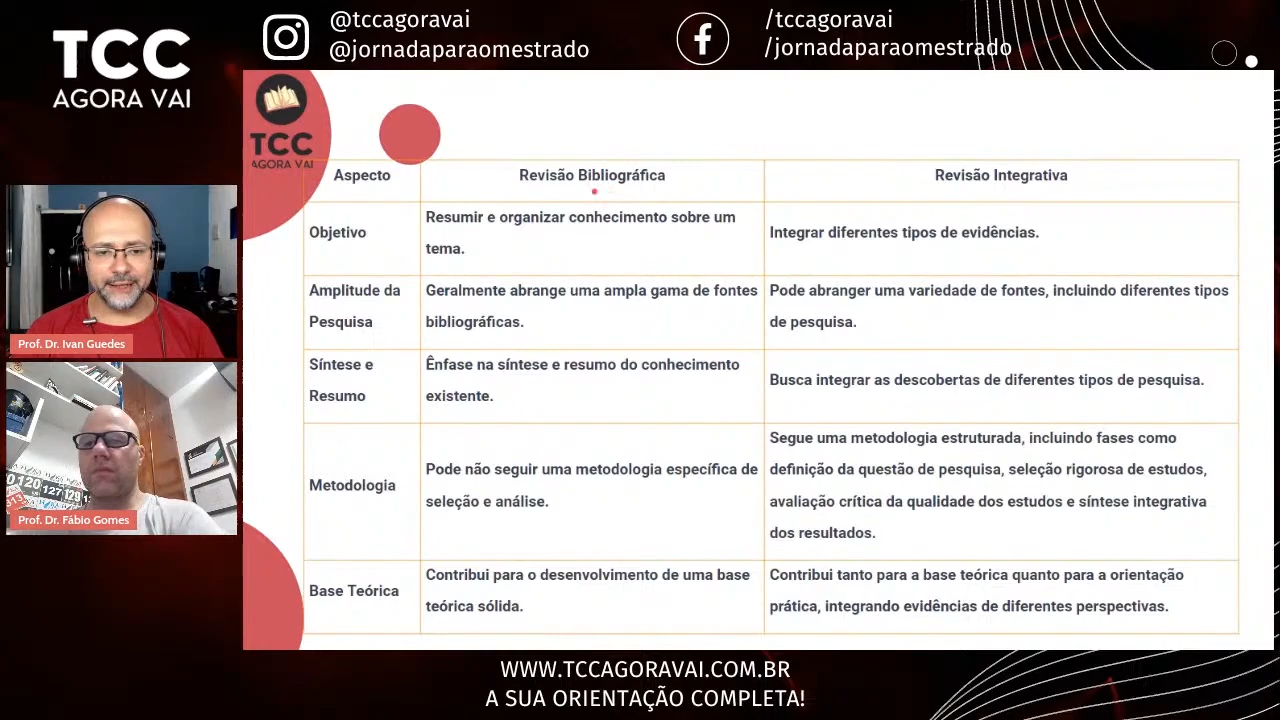 TCC
AGORA VAI
@tccagoravai
@jornadaparaomestrado
/tccagoravai
/jornadaparaomestrado
TCC
AGORA VAI
Aspecto
Revisão Bibliográfica
Revisão Integrativa
Objetivo
Resumir e organizar conhecimento sobre um
tema.
Integrar diferentes tipos de evidências.
Amplitude da
Pesquisa
Geralmente abrange uma ampla gama de fontes
bibliográficas.
Pode abranger uma variedade de fontes, incluindo diferentes tipos
de pesquisa.
Síntese e
Resumo
Ênfase na síntese e resumo do conhecimento
existente.
Busca integrar as descobertas de diferentes tipos de pesquisa.
Metodologia
Pode não seguir uma metodologia específica de
seleção e análise.
Segue uma metodologia estruturada, incluindo fases como
definição da questão de pesquisa, seleção rigorosa de estudos,
avaliação crítica da qualidade dos estudos e síntese integrativa
dos resultados.
Base Teórica
Contribui para o desenvolvimento de uma base
teórica sólida.
Contribui tanto para a base teórica quanto para a orientação
prática, integrando evidências de diferentes perspectivas.
Prof. Dr. Ivan Guedes
120
127
129
Prof. Dr. Fábio Gomes
WWW.TCCAGORAVAI.COM.BR
A SUA ORIENTAÇÃO COMPLETA!